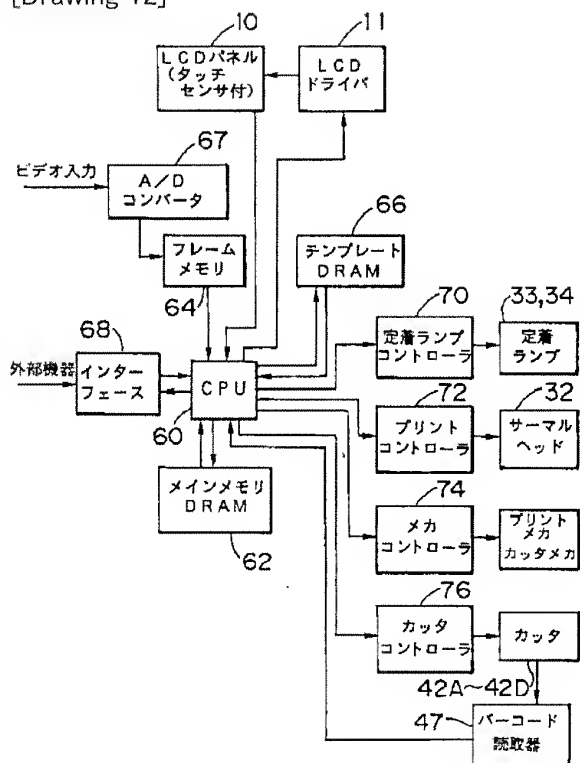 [Drawing 12]
10
11
LCDパネル
(タッチ
センサ付)
LCD
ドライバ
67
ビデオ入力
A/D
コンバータ
66
フレーム
メモリ
64
テンプレート
DRAM
70
33,34
68
定着ランプ
コントローラ
定着
ランプ
外部機器
インター
フェース
CPU
60
72
32
プリント
コントローラ
サーマル
ヘッド
メインメモリ
DRAM
62
74
メカ
コントローラ
プリント
メカ
カッタメカ
76
カッタ
コントローラ
カッタ
42A~42D
47
バーコード
読取器